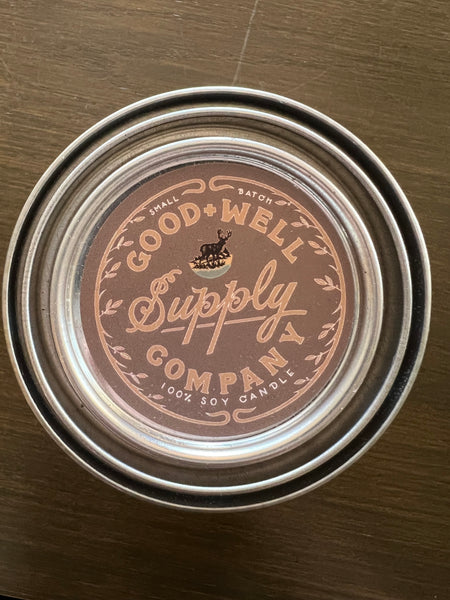 SMALL BATCH
GOOD+WELL
Supply
COMPANY
100% SOY CANDLE